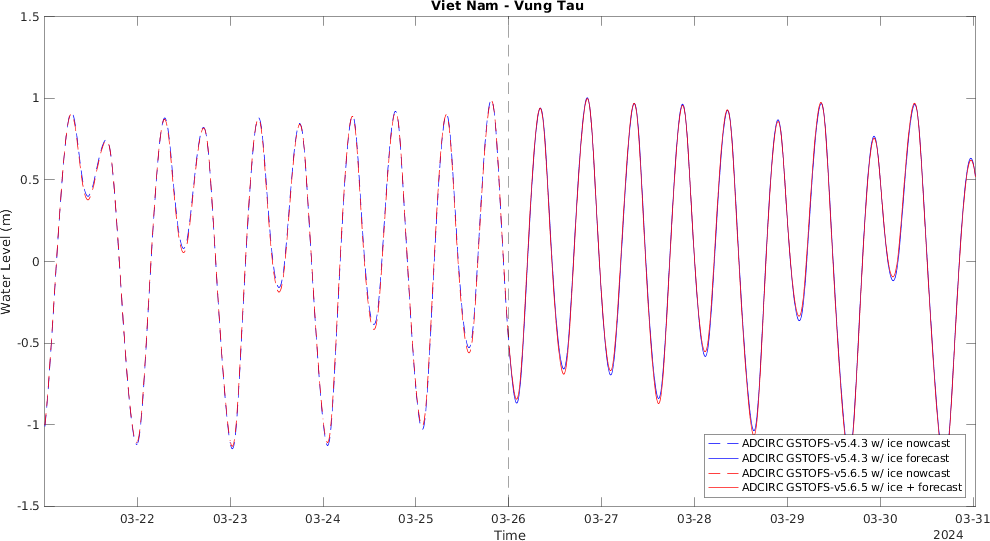 Viet Nam - Vung Tau
Water Level (m)
1.5
1
0.5
0
-0.5
-1
-1.5
03-22
03-23
03-24
03-25
03-26
03-27
03-28
03-29
03-30
03-31
Time
2024
ADCIRC GSTOFS-v5.4.3 w/ ice nowcast
ADCIRC GSTOFS-v5.4.3 w/ ice forecast
ADCIRC GSTOFS-v5.6.5 w/ ice nowcast
ADCIRC GSTOFS-v5.6.5 w/ ice + forecast